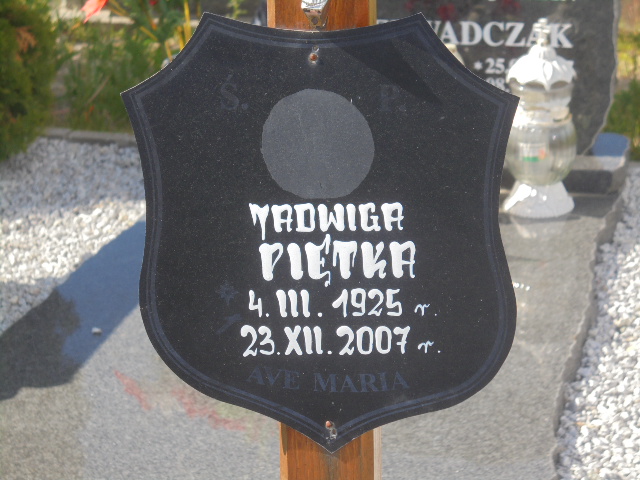 Ś. P.
JADWIGA
PIĘTKA
* 4. III. 1925 r.
23. XII. 2007 r.
AVE MARIA